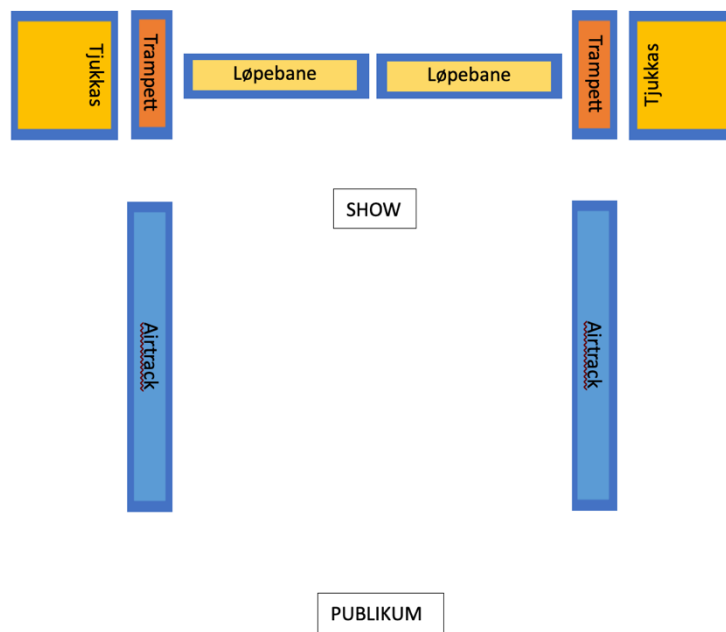 Tjukkas
Trampett
Løpebane
Løpebane
Trampett
Tjukkas
SHOW
Airtrack
Airtrack
PUBLIKUM